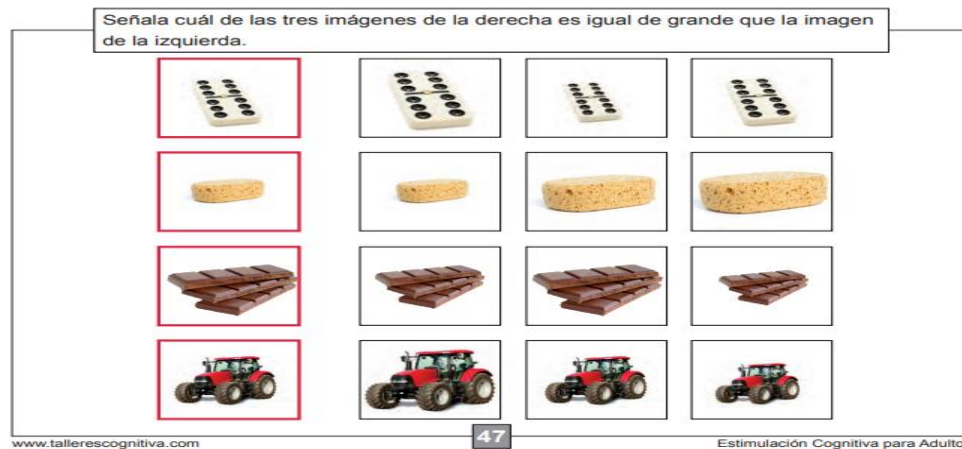 Señala cuál de las tres imágenes de la derecha es igual de grande que la imagen
de la izquierda.
www.tallerescognitiva.com
47
Estimulación Cognitiva para Adulto